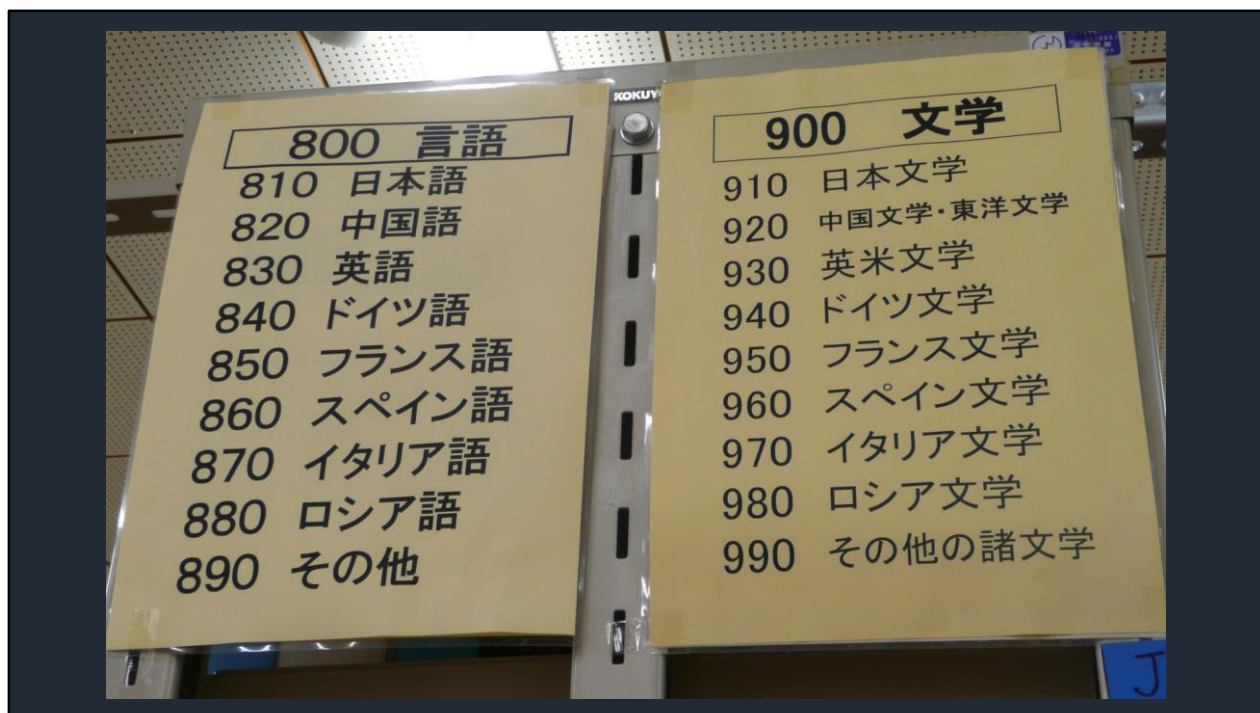 800 言語
810 日本語
820 中国語
830 英語
840 ドイツ語
850 フランス語
860 スペイン語
870 イタリア語
880 ロシア語
890 その他
KOKUY
900 文学
910 日本文学
920 中国文学・東洋文学
930 英米文学
940 ドイツ文学
950 フランス文学
960 スペイン文学
970 イタリア文学
980 ロシア文学
990 その他の諸文学
J